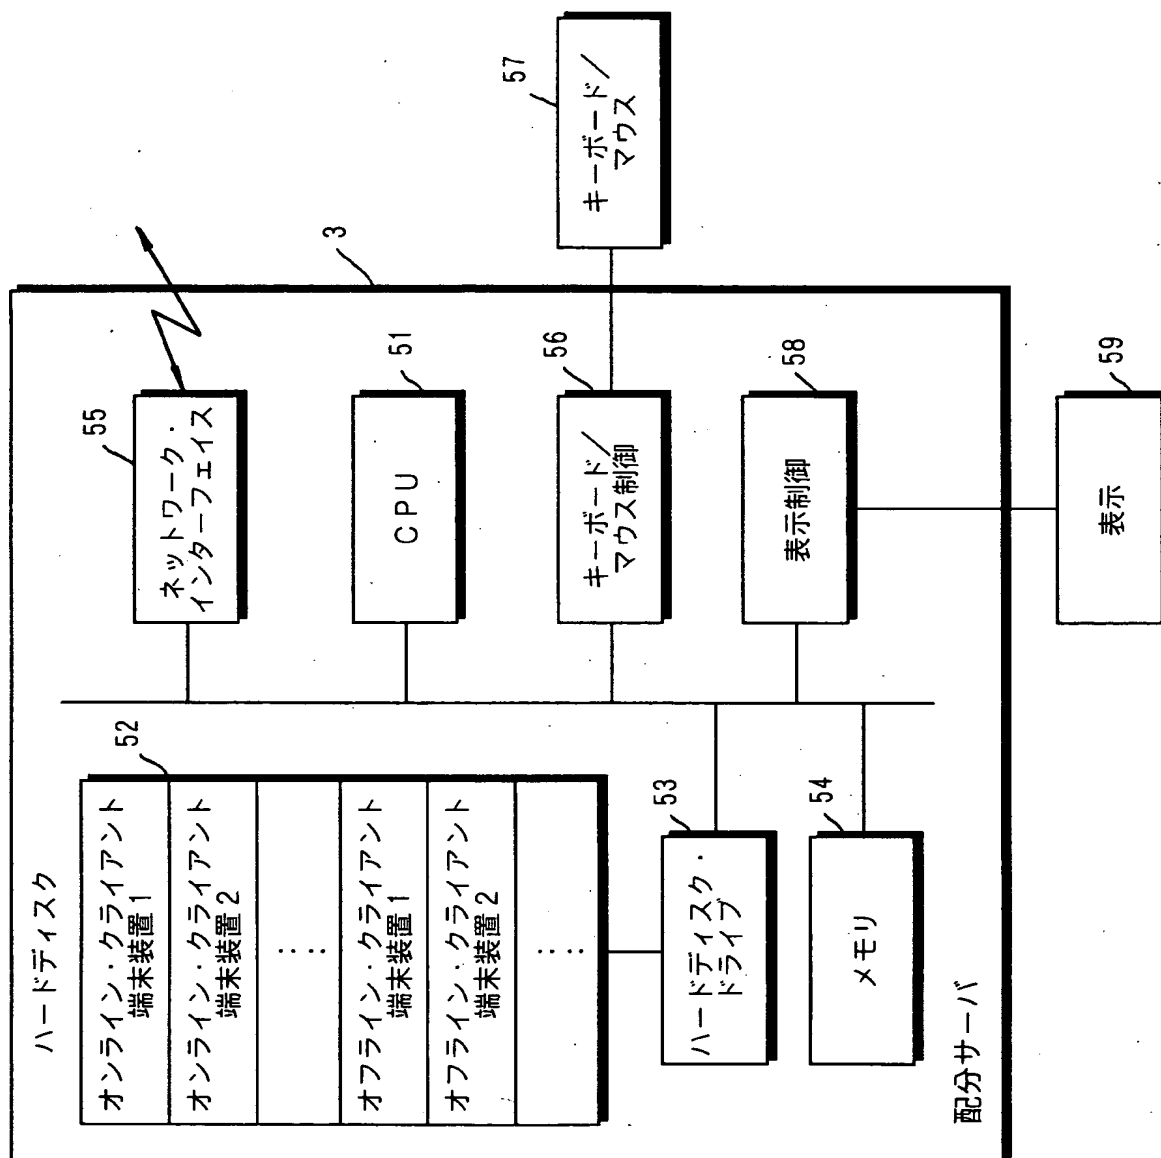 ハードディスク
52
オンライン・クライアント
端末装置1
オンライン・クライアント
端末装置2
⋮⋮
オフライン・クライアント
端末装置1
オフライン・クライアント
端末装置2
⋮⋮
53
ハードディスク・
ドライブ
54
メモリ
配分サーバ
55
ネットワーク・
インターフェイス
51
CPU
56
キーボード/
マウス制御
58
表示制御
3
57
キーボード/
マウス
59
表示